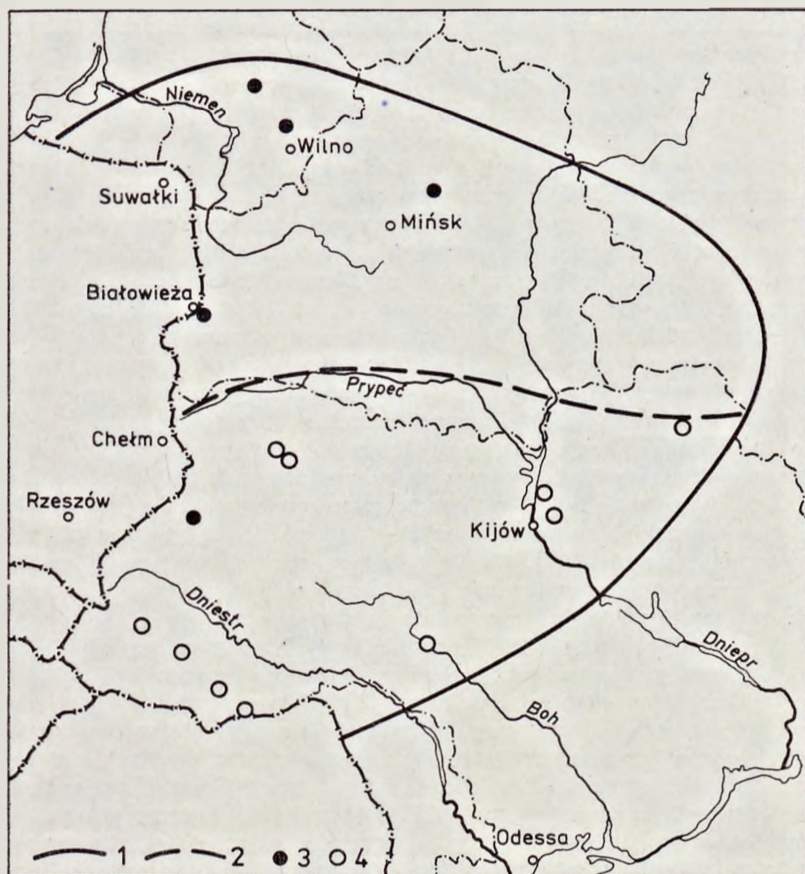 Niemen
Wilno
Suwałki
Mińsk
Białowieża
Prypeć
Chełm
Rzeszów
Kijów
Dniestr
Dniepr
Boh
Odessa
1 2 3 4